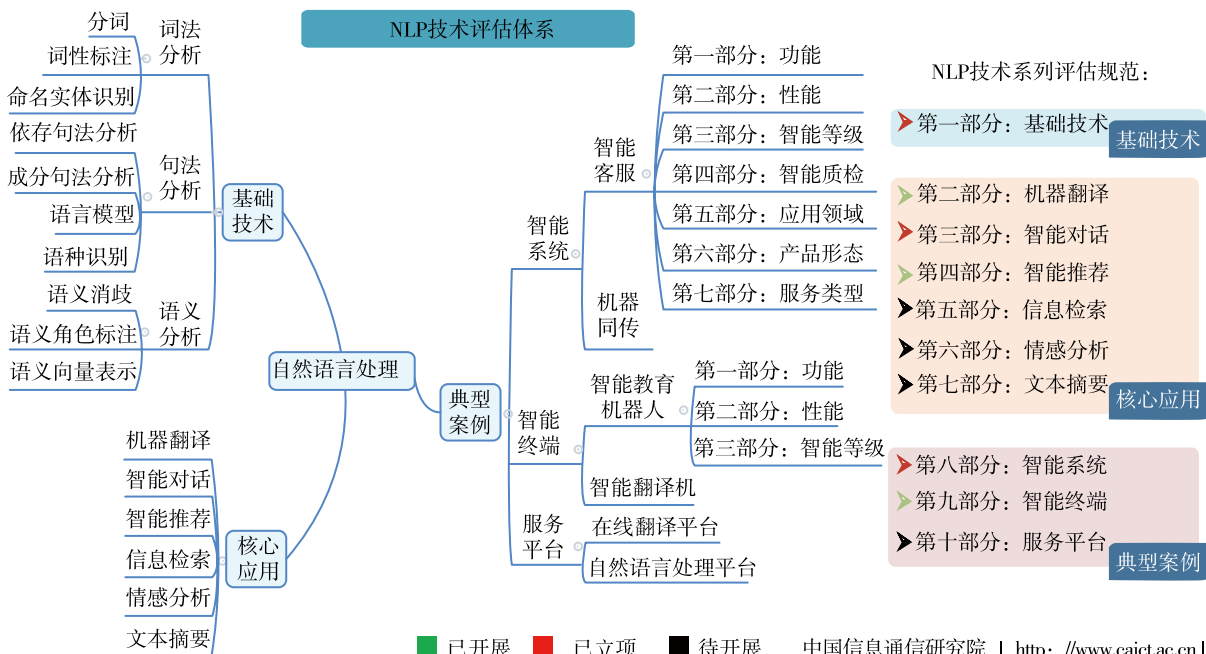 NLP技术评估体系
分词
词性标注
命名实体识别
词法
分析
依存句法分析
成分句法分析
语言模型
语种识别
句法
分析
语义消歧
语义角色标注
语义向量表示
语义
分析
基础
技术
自然语言处理
机器翻译
智能对话
智能推荐
信息检索
情感分析
文本摘要
核心
应用
典型
案例
智能
系统
智能
客服
第一部分：功能
第二部分：性能
第三部分：智能等级
第四部分：智能质检
第五部分：应用领域
第六部分：产品形态
第七部分：服务类型
机器
同传
智能
终端
智能教育
机器人
第一部分：功能
第二部分：性能
第三部分：智能等级
智能翻译机
服务
平台
在线翻译平台
自然语言处理平台
NLP技术系列评估规范：
第一部分：基础技术
基础技术
第二部分：机器翻译
第三部分：智能对话
第四部分：智能推荐
第五部分：信息检索
第六部分：情感分析
第七部分：文本摘要
核心应用
第八部分：智能系统
第九部分：智能终端
第十部分：服务平台
典型案例
已开展 已立项 待开展 中国信息通信研究院 | http：//www.caict.ac.cn |